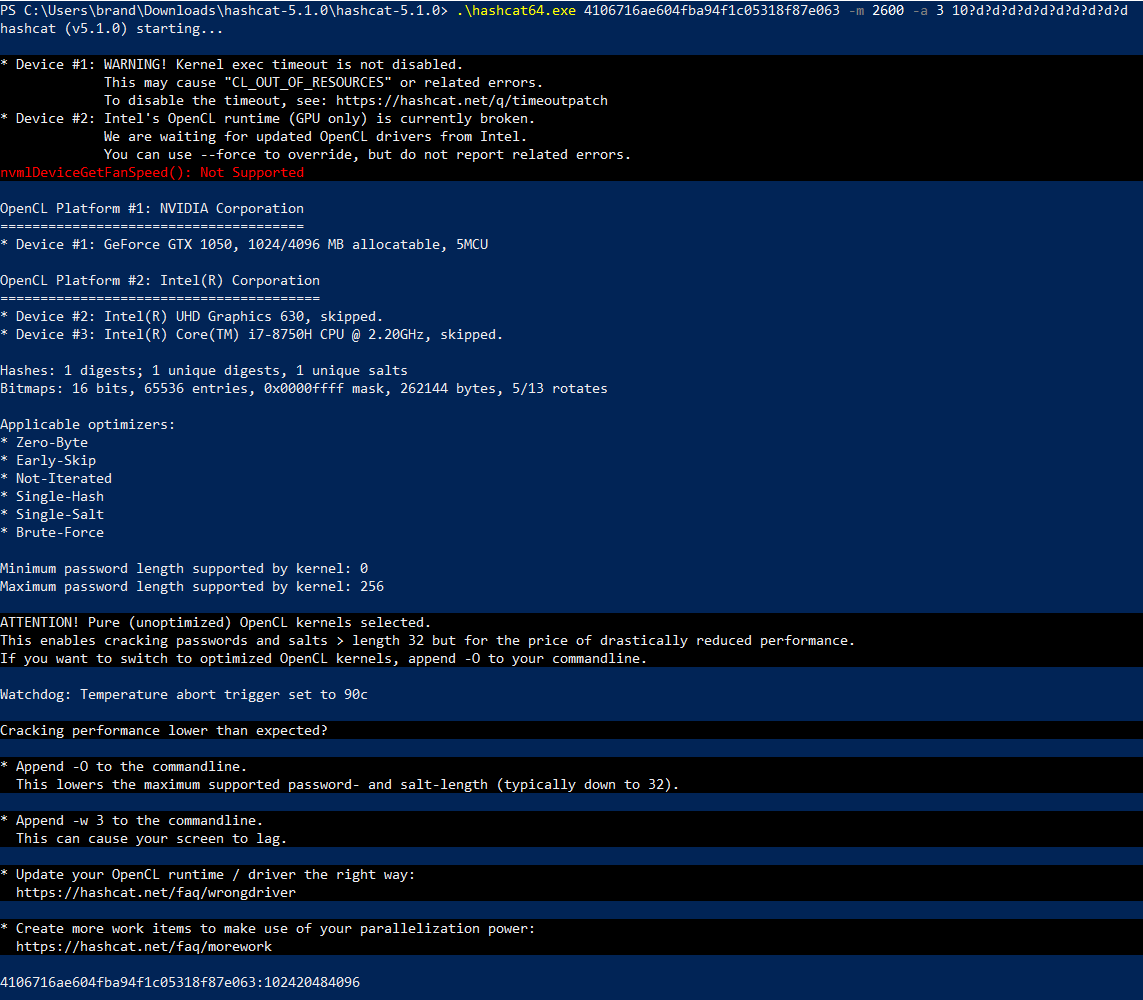 PS C:\Users\brand\Downloads\hashcat-5.1.0\hashcat-5.1.0> .\hashcat64.exe 4106716ae604fba94f1c05318f87e063 -m 2600 -a 3 10?d?d?d?d?d?d?d?d?d?d
hashcat (v5.1.0) starting...
* Device #1: WARNING! Kernel exec timeout is not disabled.
This may cause "CL_OUT_OF_RESOURCES" or related errors.
To disable the timeout, see: https://hashcat.net/q/timeoutpatch
* Device #2: Intel's OpenCL runtime (GPU only) is currently broken.
We are waiting for updated OpenCL drivers from Intel.
You can use --force to override, but do not report related errors.
nvmlDeviceGetFanSpeed(): Not Supported
OpenCL Platform #1: NVIDIA Corporation
======================================
* Device #1: GeForce GTX 1050, 1024/4096 MB allocatable, 5MCU
OpenCL Platform #2: Intel(R) Corporation
========================================
* Device #2: Intel(R) UHD Graphics 630, skipped.
* Device #3: Intel(R) Core(TM) i7-8750H CPU @ 2.20GHz, skipped.
Hashes: 1 digests; 1 unique digests, 1 unique salts
Bitmaps: 16 bits, 65536 entries, 0x0000ffff mask, 262144 bytes, 5/13 rotates
Applicable optimizers:
* Zero-Byte
* Early-Skip
* Not-Iterated
* Single-Hash
* Single-Salt
* Brute-Force
Minimum password length supported by kernel: 0
Maximum password length supported by kernel: 256
ATTENTION! Pure (unoptimized) OpenCL kernels selected.
This enables cracking passwords and salts > length 32 but for the price of drastically reduced performance.
If you want to switch to optimized OpenCL kernels, append -O to your commandline.
Watchdog: Temperature abort trigger set to 90c
Cracking performance lower than expected?
* Append -O to the commandline.
This lowers the maximum supported password- and salt-length (typically down to 32).
* Append -w 3 to the commandline.
This can cause your screen to lag.
* Update your OpenCL runtime / driver the right way:
https://hashcat.net/faq/wrongdriver
* Create more work items to make use of your parallelization power:
https://hashcat.net/faq/morework
4106716ae604fba94f1c05318f87e063:102420484096